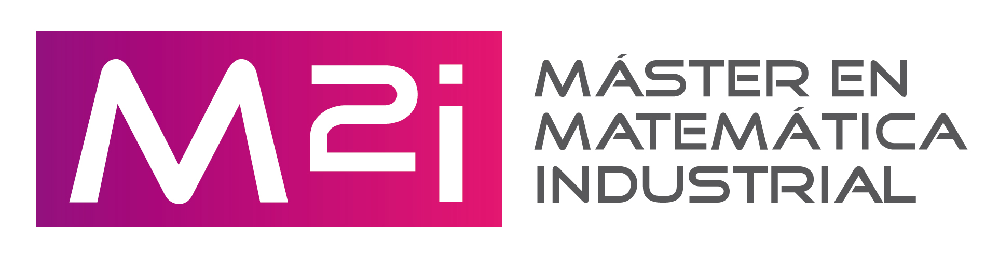 M2i
MÁSTER EN
MATEMÁTICA
INDUSTRIAL